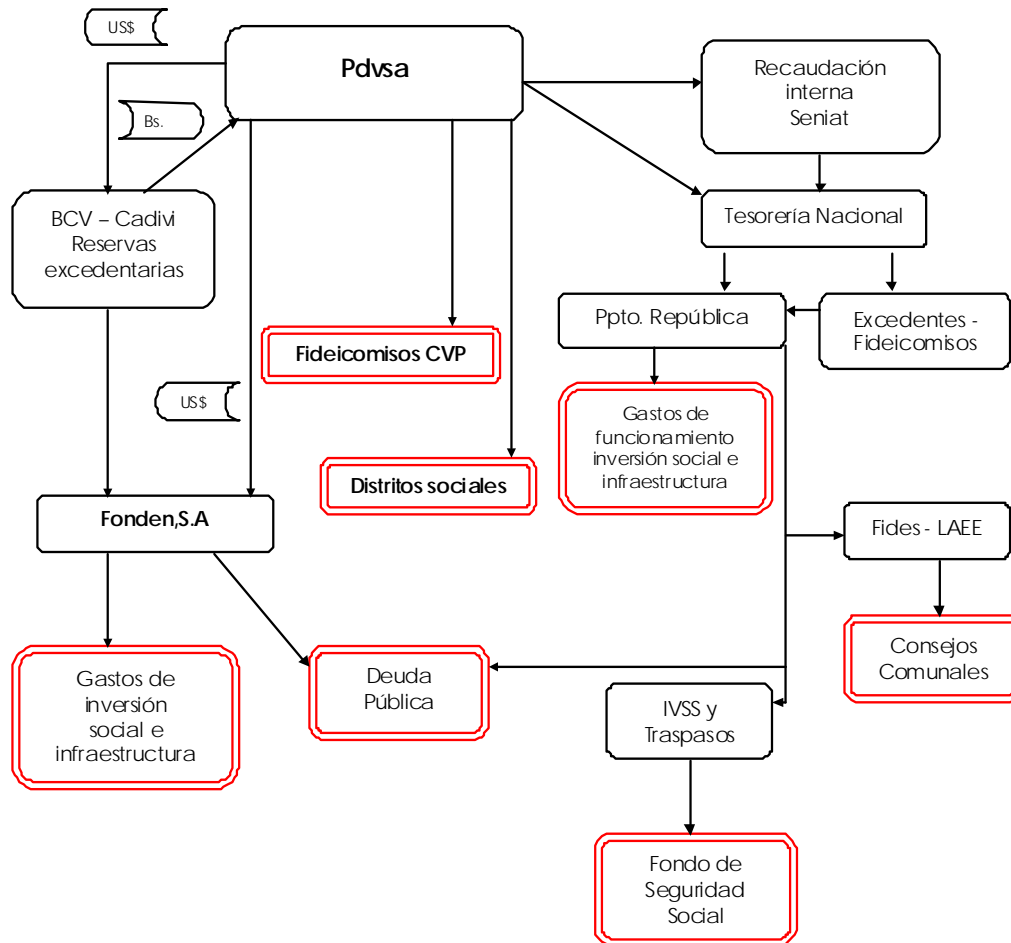 US$
Pdvsa
Recaudación
interna
Seniat
Bs.
BCV – Cadivi
Reservas
excedentarias
Tesorería Nacional
Ppto. República
Excedentes -
Fideicomisos
Fideicomisos CVP
US$
Gastos de
funcionamiento
inversión social e
infraestructura
Distritos sociales
Fonden,S.A
Fides - LAEE
Gastos de
inversión
social e
infraestructura
Deuda
Pública
Consejos
Comunales
IVSS y
Traspasos
Fondo de
Seguridad
Social